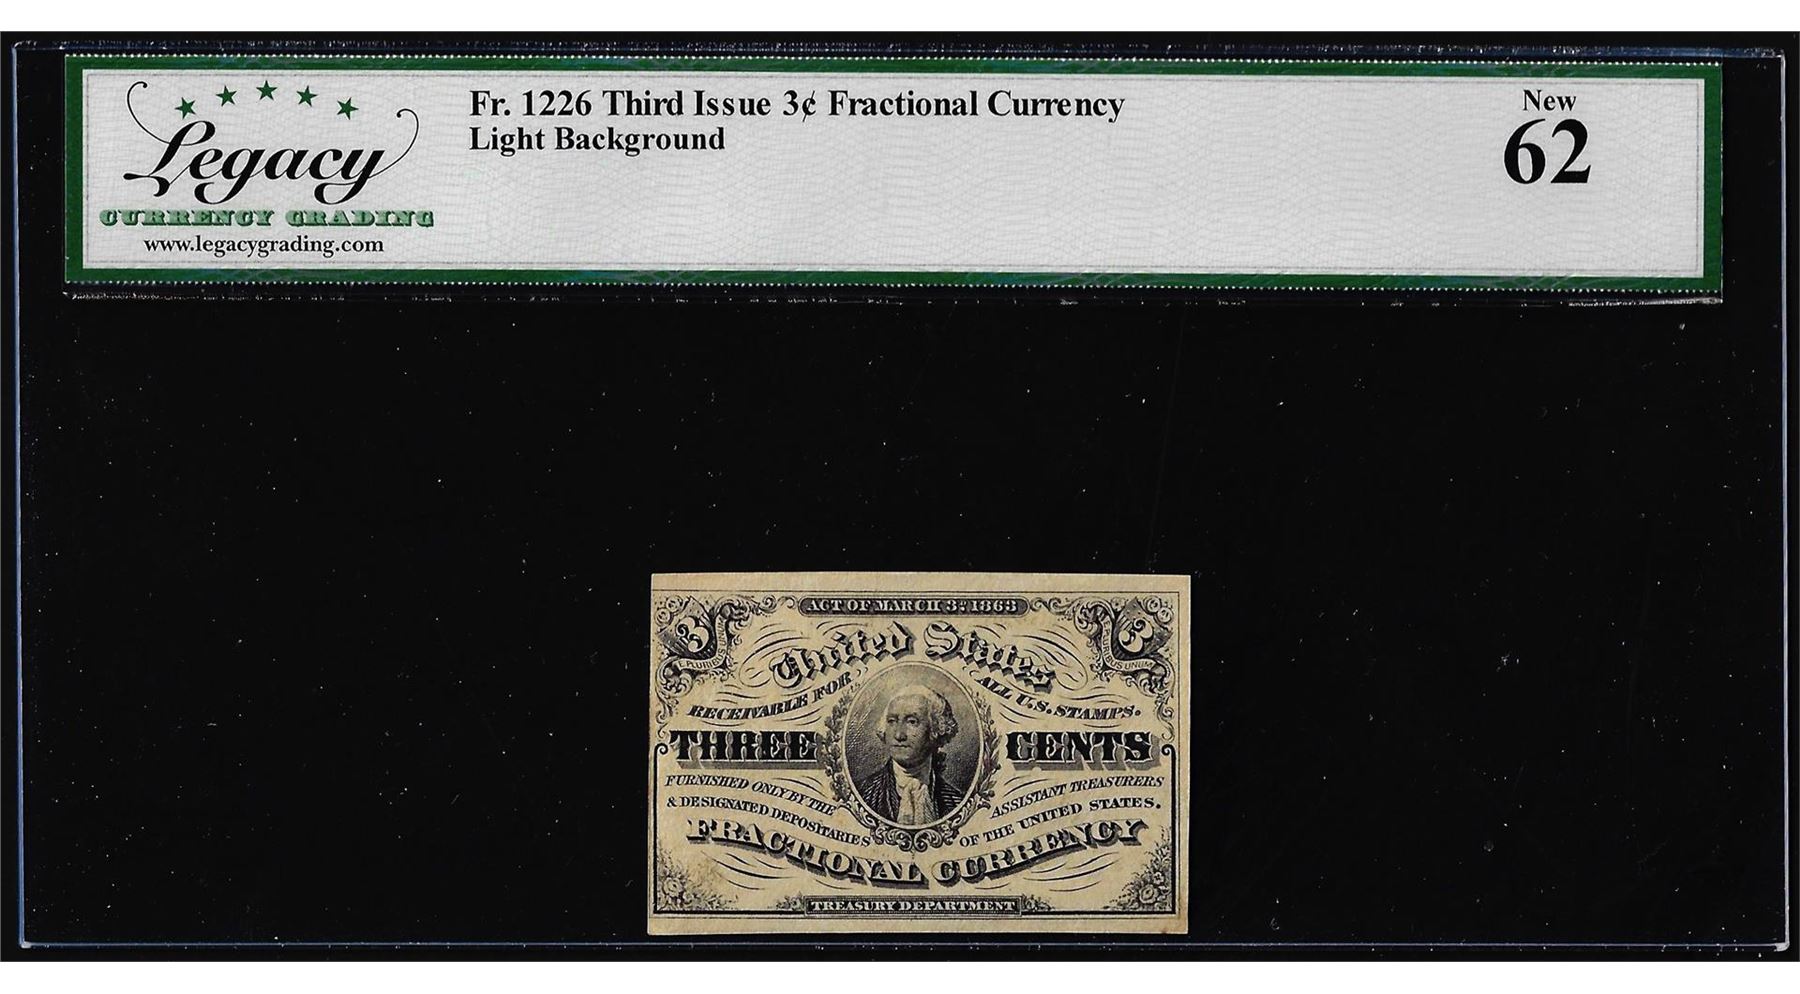 Legacy
CURRENCY GRADING
www.legacygrading.com
Fr. 1226 Third Issue 3¢ Fractional Currency
Light Background
New
62
ACT OF MARCH 3: 1863
3
3
E PLURIBUS UNUM
E PLURIBUS UNUM
United States
RECEIVABLE FOR ALL U.S. STAMPS.
THREE CENTS
FURNISHED ONLY BY THE ASSISTANT TREASURERS
& DESIGNATED DEPOSITARIES OF THE UNITED STATES.
3
FRACTIONAL CURRENCY
TREASURY DEPARTMENT